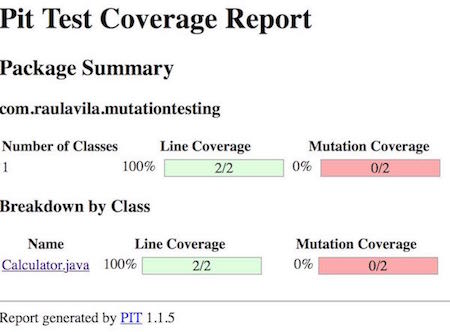 Pit Test Coverage Report
Package Summary
com.raulavila.mutationtesting
Number of Classes Line Coverage Mutation Coverage
1 100% 2/2 0% 0/2
Breakdown by Class
Name Line Coverage Mutation Coverage
Calculator.java 100% 2/2 0% 0/2
Report generated by PIT 1.1.5